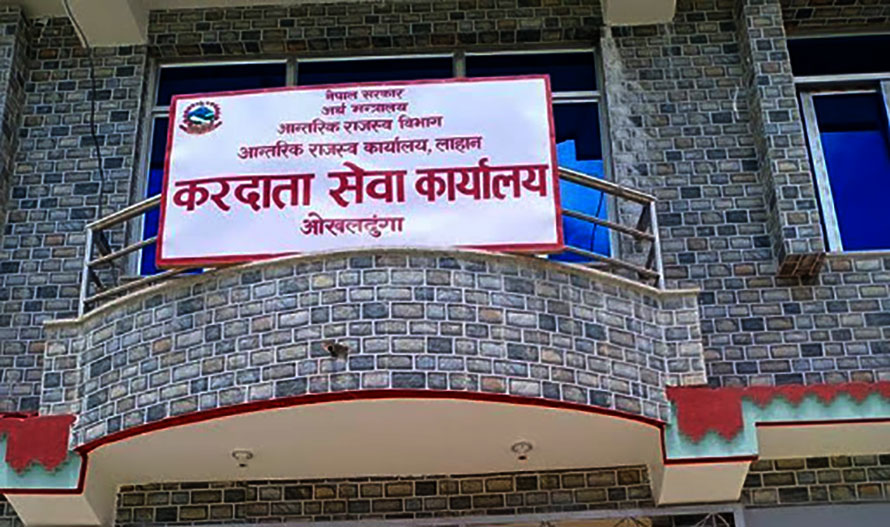 नेपाल सरकार
अर्थ मन्त्रालय
आन्तरिक राजस्व विभाग
आन्तरिक राजस्व कार्यालय, लाहान
करदाता सेवा कार्यालय
ओखलढुंगा